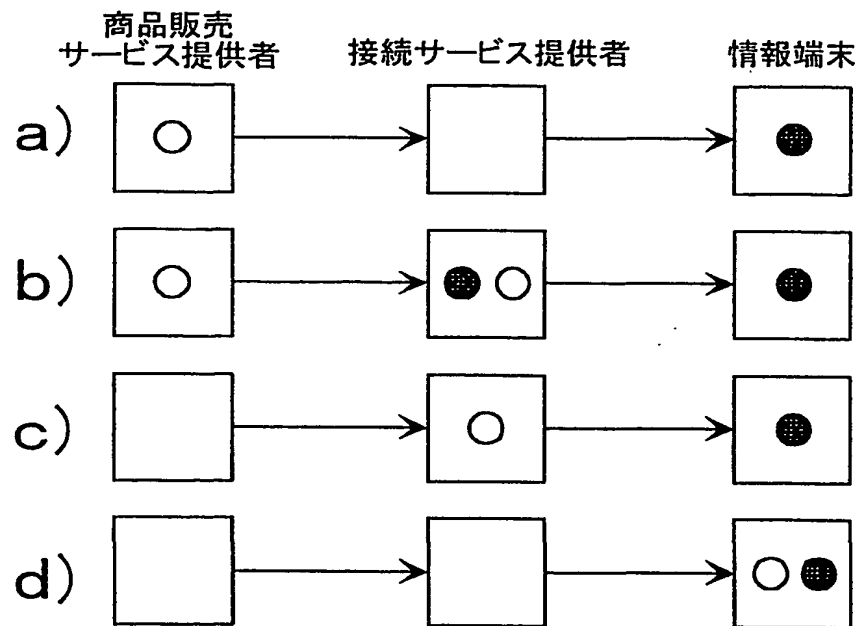 商品販売
サービス提供者
接続サービス提供者
情報端末
a)
b)
c)
d)